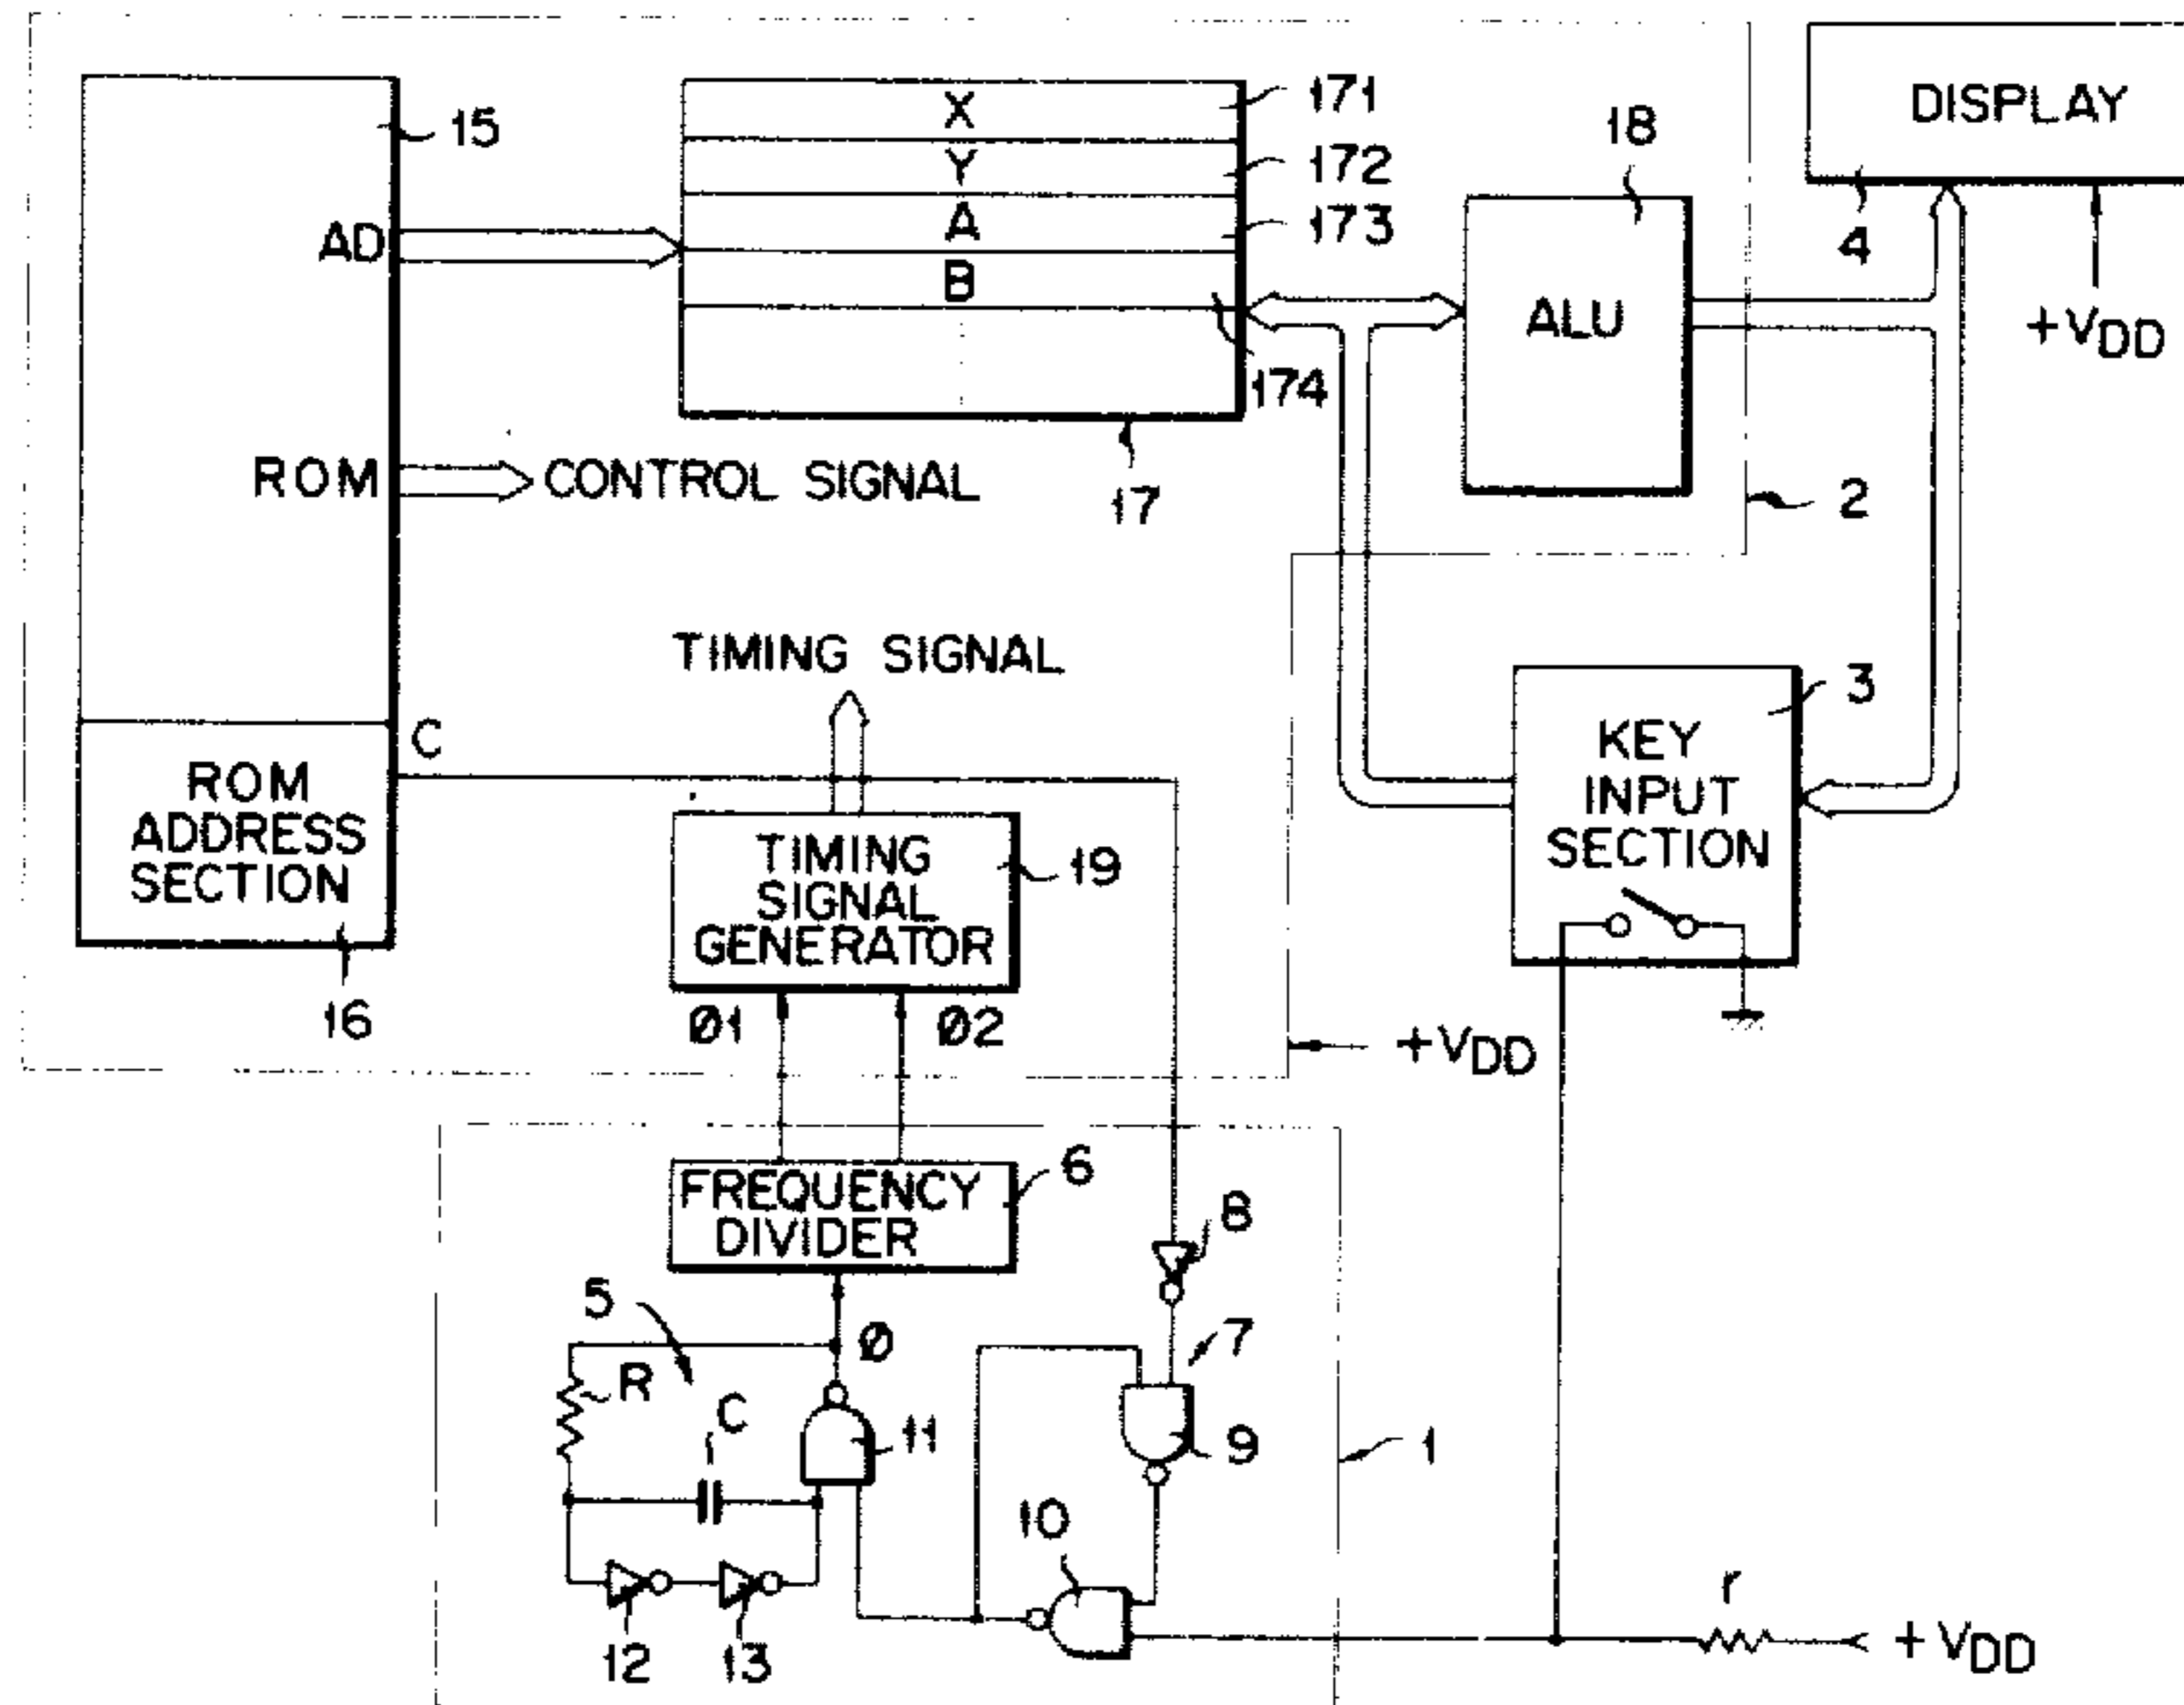 X
171
15
DISPLAY
18
Y
172
A
173
AD
4
B
ALU
+VDD
174
ROM
CONTROL SIGNAL
17
2
TIMING SIGNAL
3
C
KEY
INPUT
SECTION
ROM
ADDRESS
SECTION
TIMING
SIGNAL
GENERATOR
19
16
Ø1
Ø2
+VDD
FREQUENCY
DIVIDER
6
8
5
Ø
7
R
C
11
9
1
10
r
12
13
+VDD